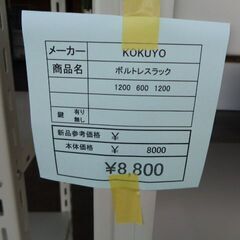 メーカー KOKUYO
商品名 ボルトレスラック
1200 600 1200
鍵 有り 無し
新品参考価格 ¥
本体価格 ¥ 8000
¥8,800